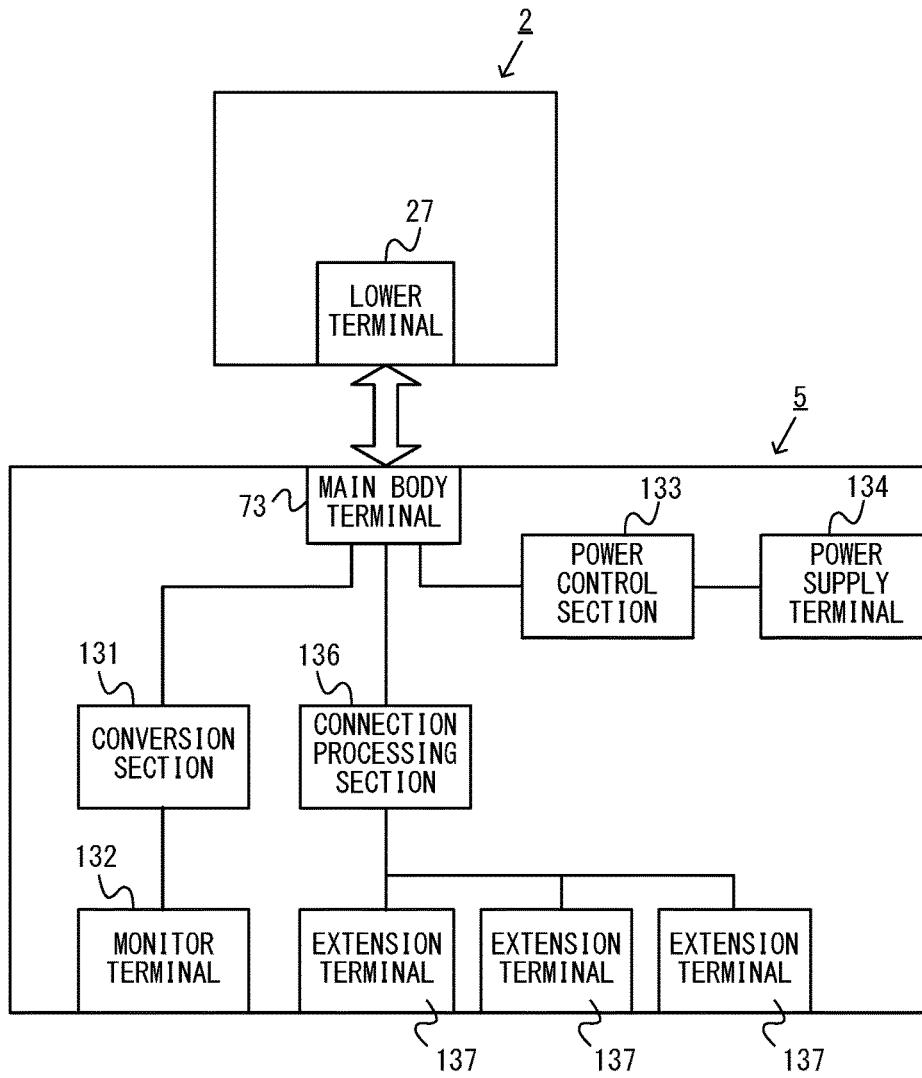 2
27
LOWER
TERMINAL
5
MAIN BODY
TERMINAL
73
133
134
POWER
CONTROL
SECTION
POWER
SUPPLY
TERMINAL
131
136
CONVERSION
SECTION
CONNECTION
PROCESSING
SECTION
132
MONITOR
TERMINAL
EXTENSION
TERMINAL
EXTENSION
TERMINAL
EXTENSION
TERMINAL
137
137
137